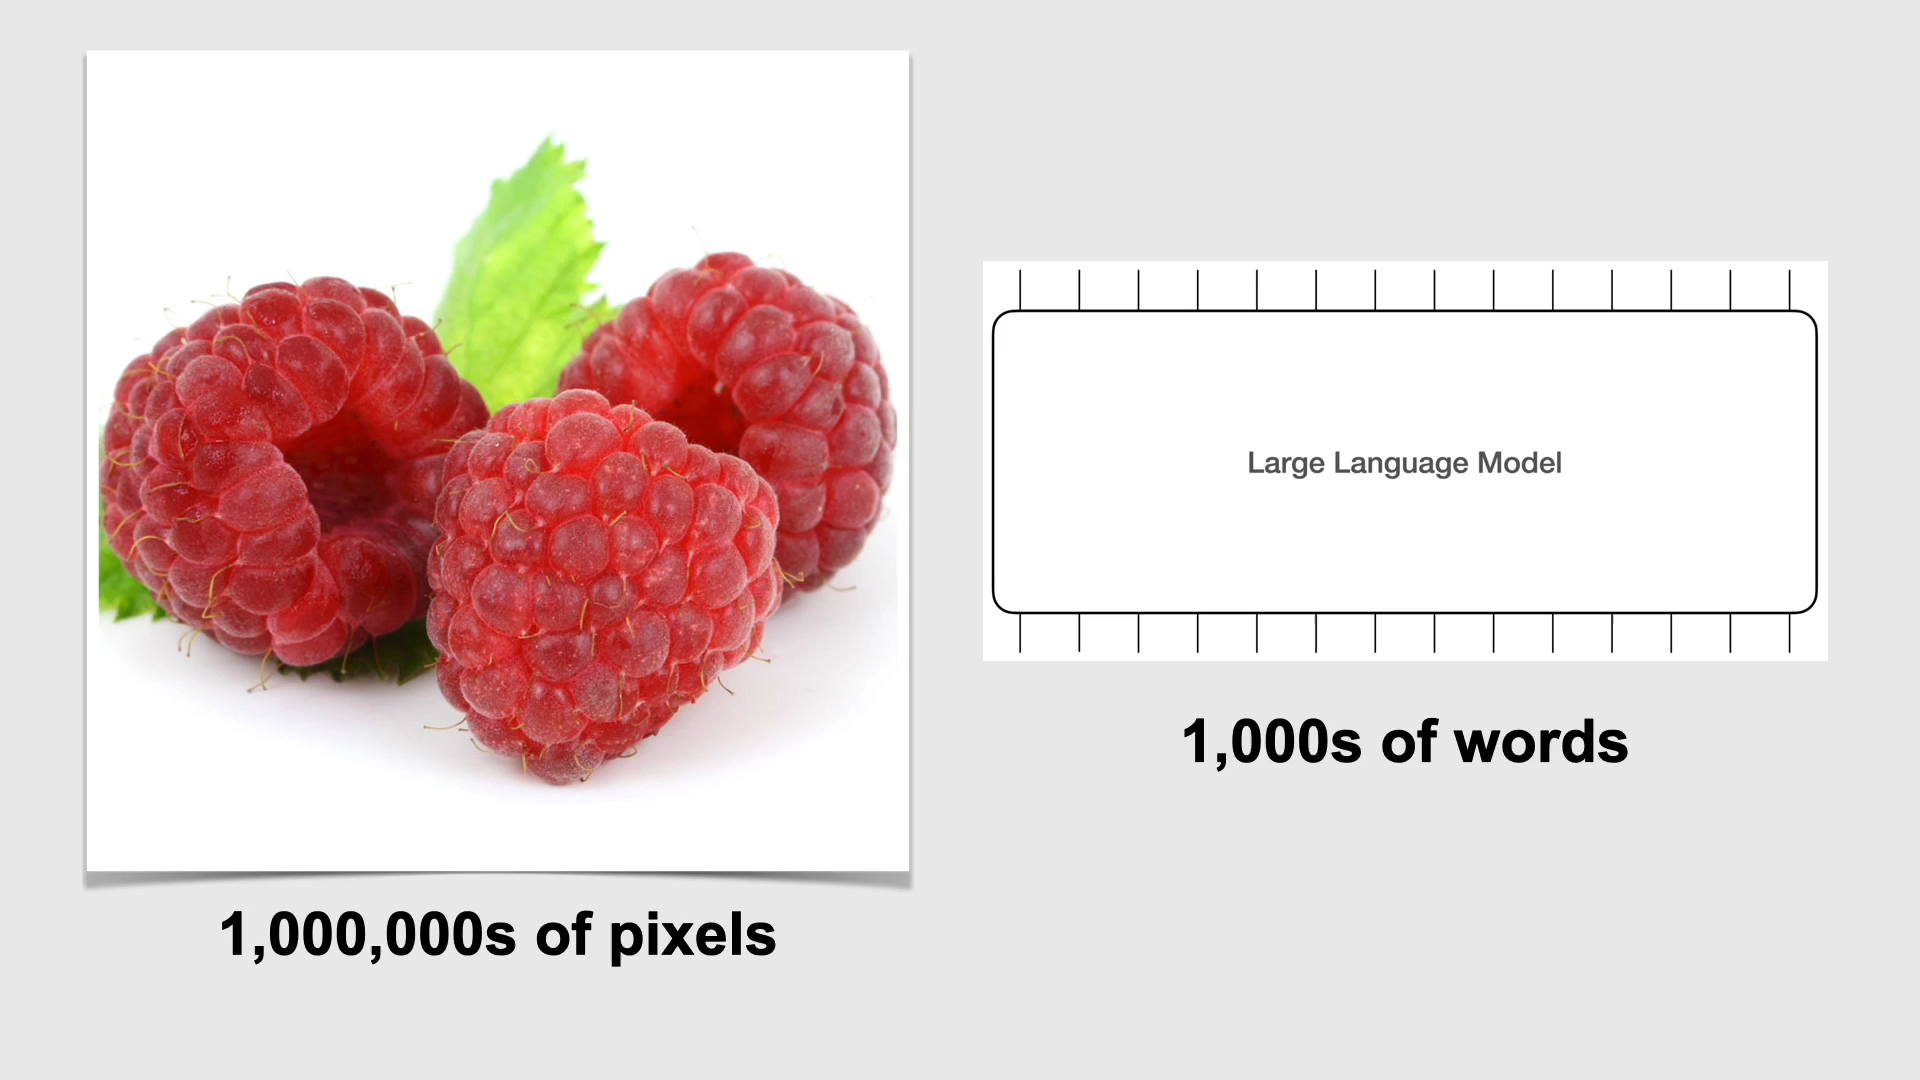 Large Language Model
1,000s of words
1,000,000s of pixels